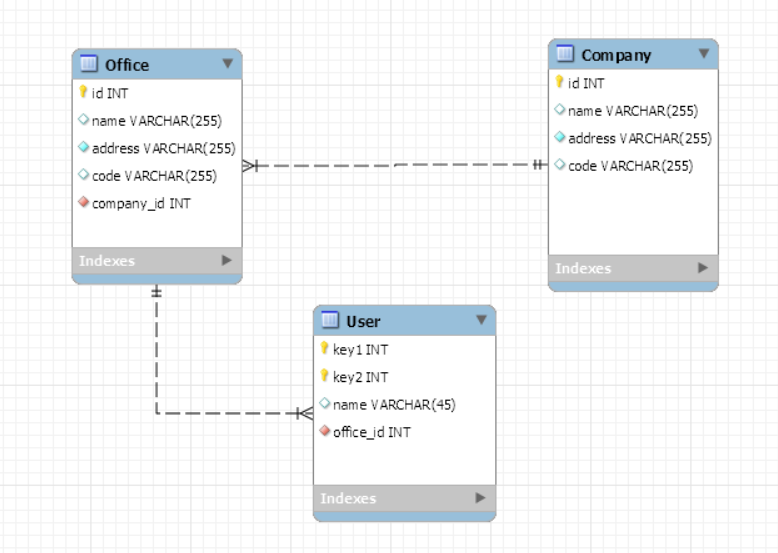 Office
id INT
name VARCHAR(255)
address VARCHAR(255)
code VARCHAR(255)
company_id INT
Indexes
Company
id INT
name VARCHAR(255)
address VARCHAR(255)
code VARCHAR(255)
Indexes
User
key1 INT
key2 INT
name VARCHAR(45)
office_id INT
Indexes